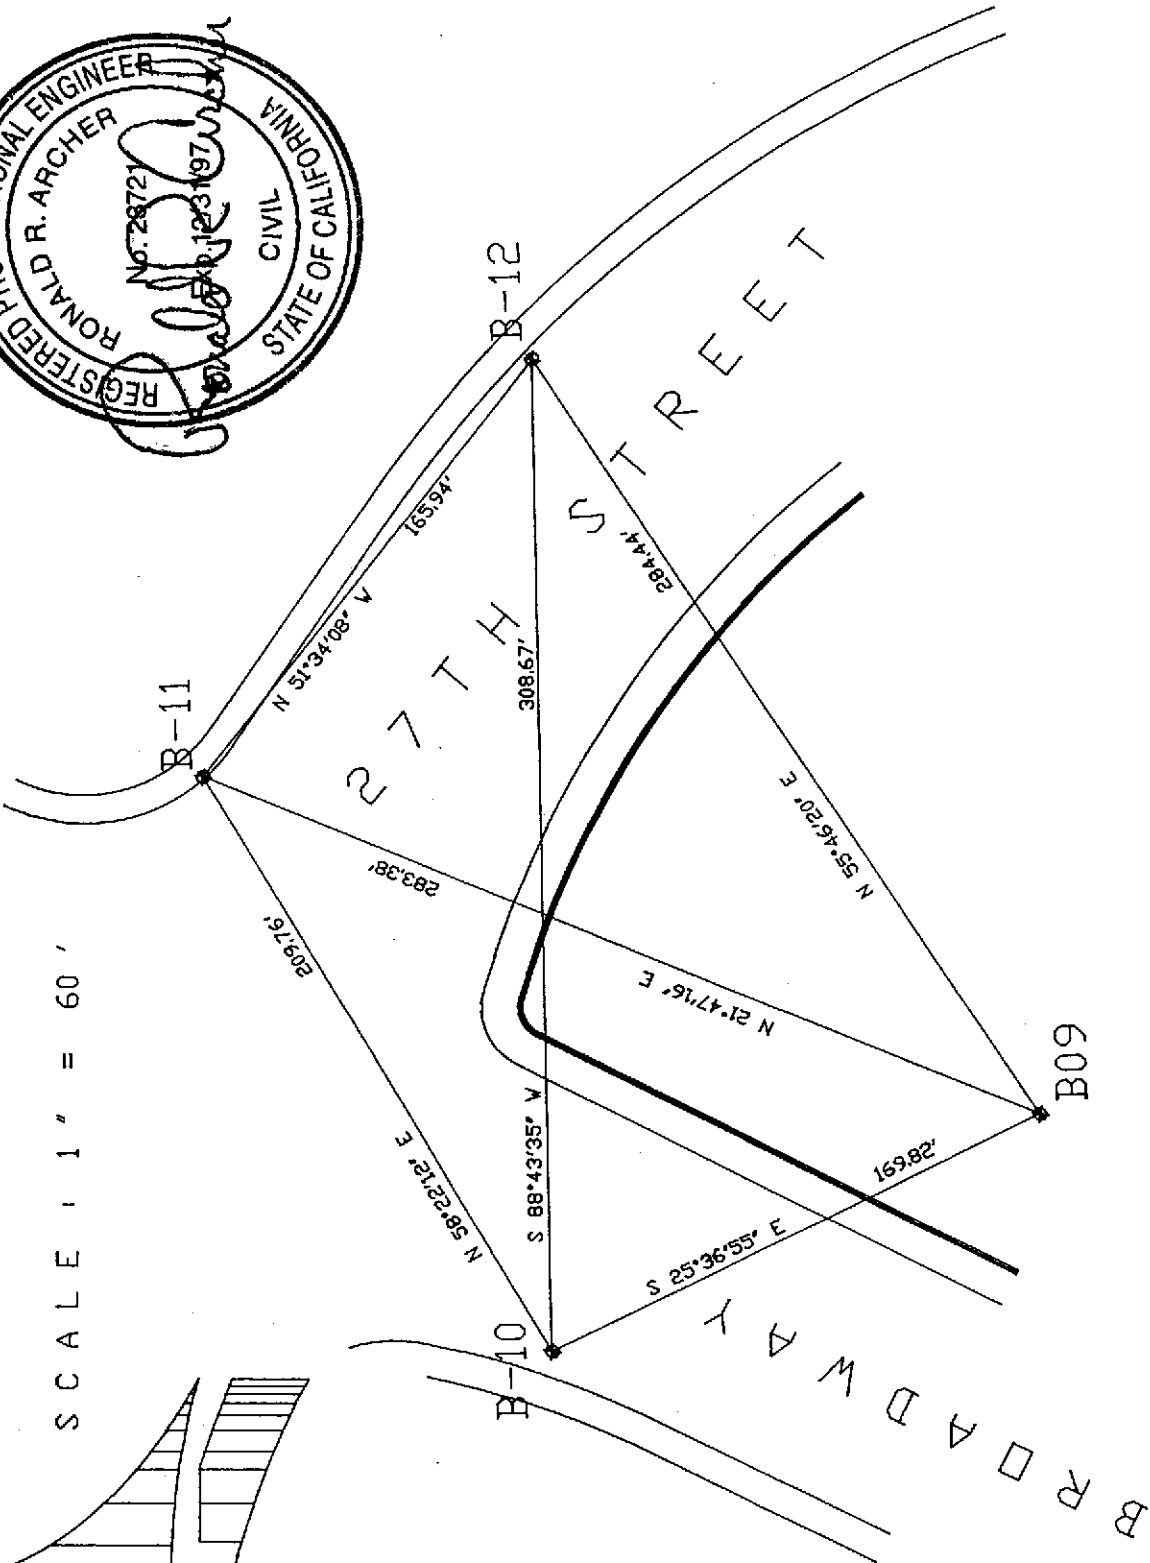 SCALE : 1" = 60'
REGISTERED
ENGINEER
RONALD R. ARCHER
No. 28721
Exp. 12/31/97
CIVIL
STATE OF CALIFORNIA
B-11
B-12
N 51°34'08" W
165.94'
27TH STREET
209.76'
283.38'
308.67'
284.44'
N 58°22'12" E
S 88°43'35" W
N 21°47'16" E
N 55°46'20" E
B-10
S 25°36'55" E
169.82'
B09
BROADWAY